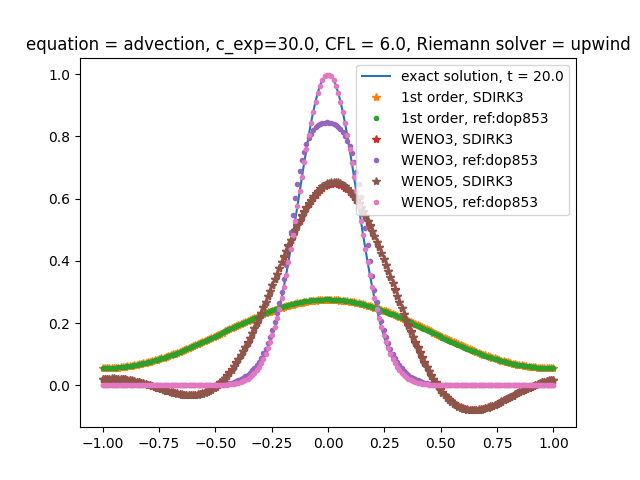 equation = advection, c_exp=30.0, CFL = 6.0, Riemann solver = upwind
exact solution, t = 20.0
1st order, SDIRK3
1st order, ref:dop853
WENO3, SDIRK3
WENO3, ref:dop853
WENO5, SDIRK3
WENO5, ref:dop853
1.0
0.8
0.6
0.4
0.2
0.0
−1.00 −0.75 −0.50 −0.25 0.00 0.25 0.50 0.75 1.00